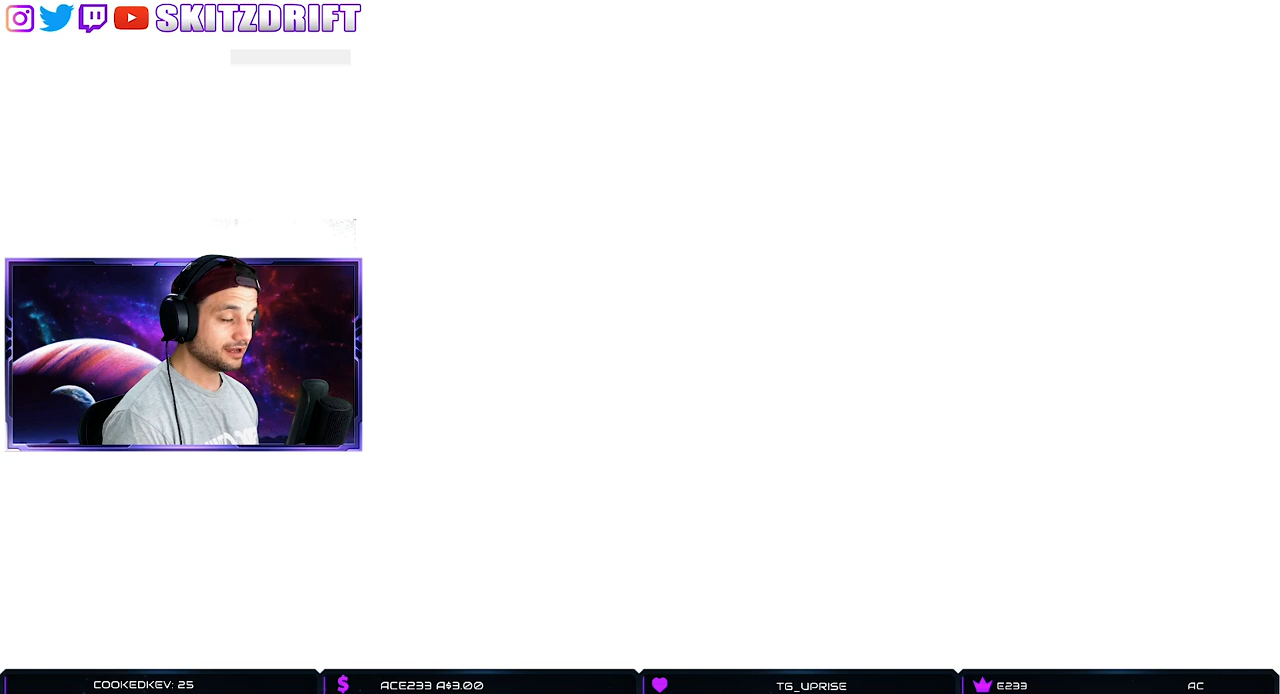 SKITZDRIFT
COOKEDKEV: 25
$ ACE233 A$3.00
TG_UPRISE
E233 AC